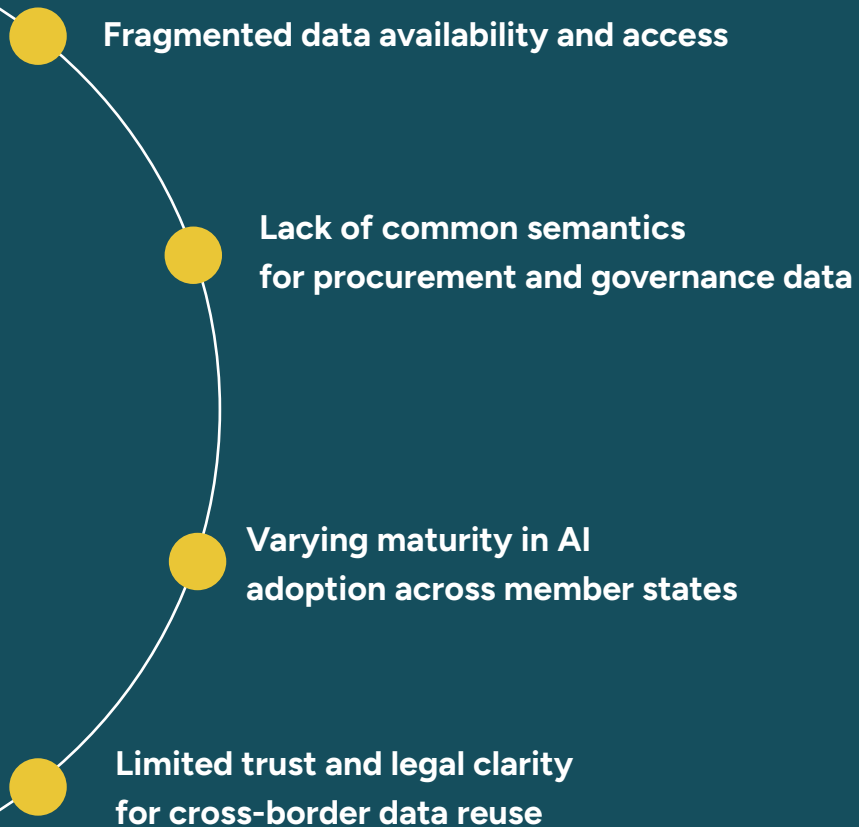 Fragmented data availability and access
Lack of common semantics
for procurement and governance data
Varying maturity in AI
adoption across member states
Limited trust and legal clarity
for cross-border data reuse